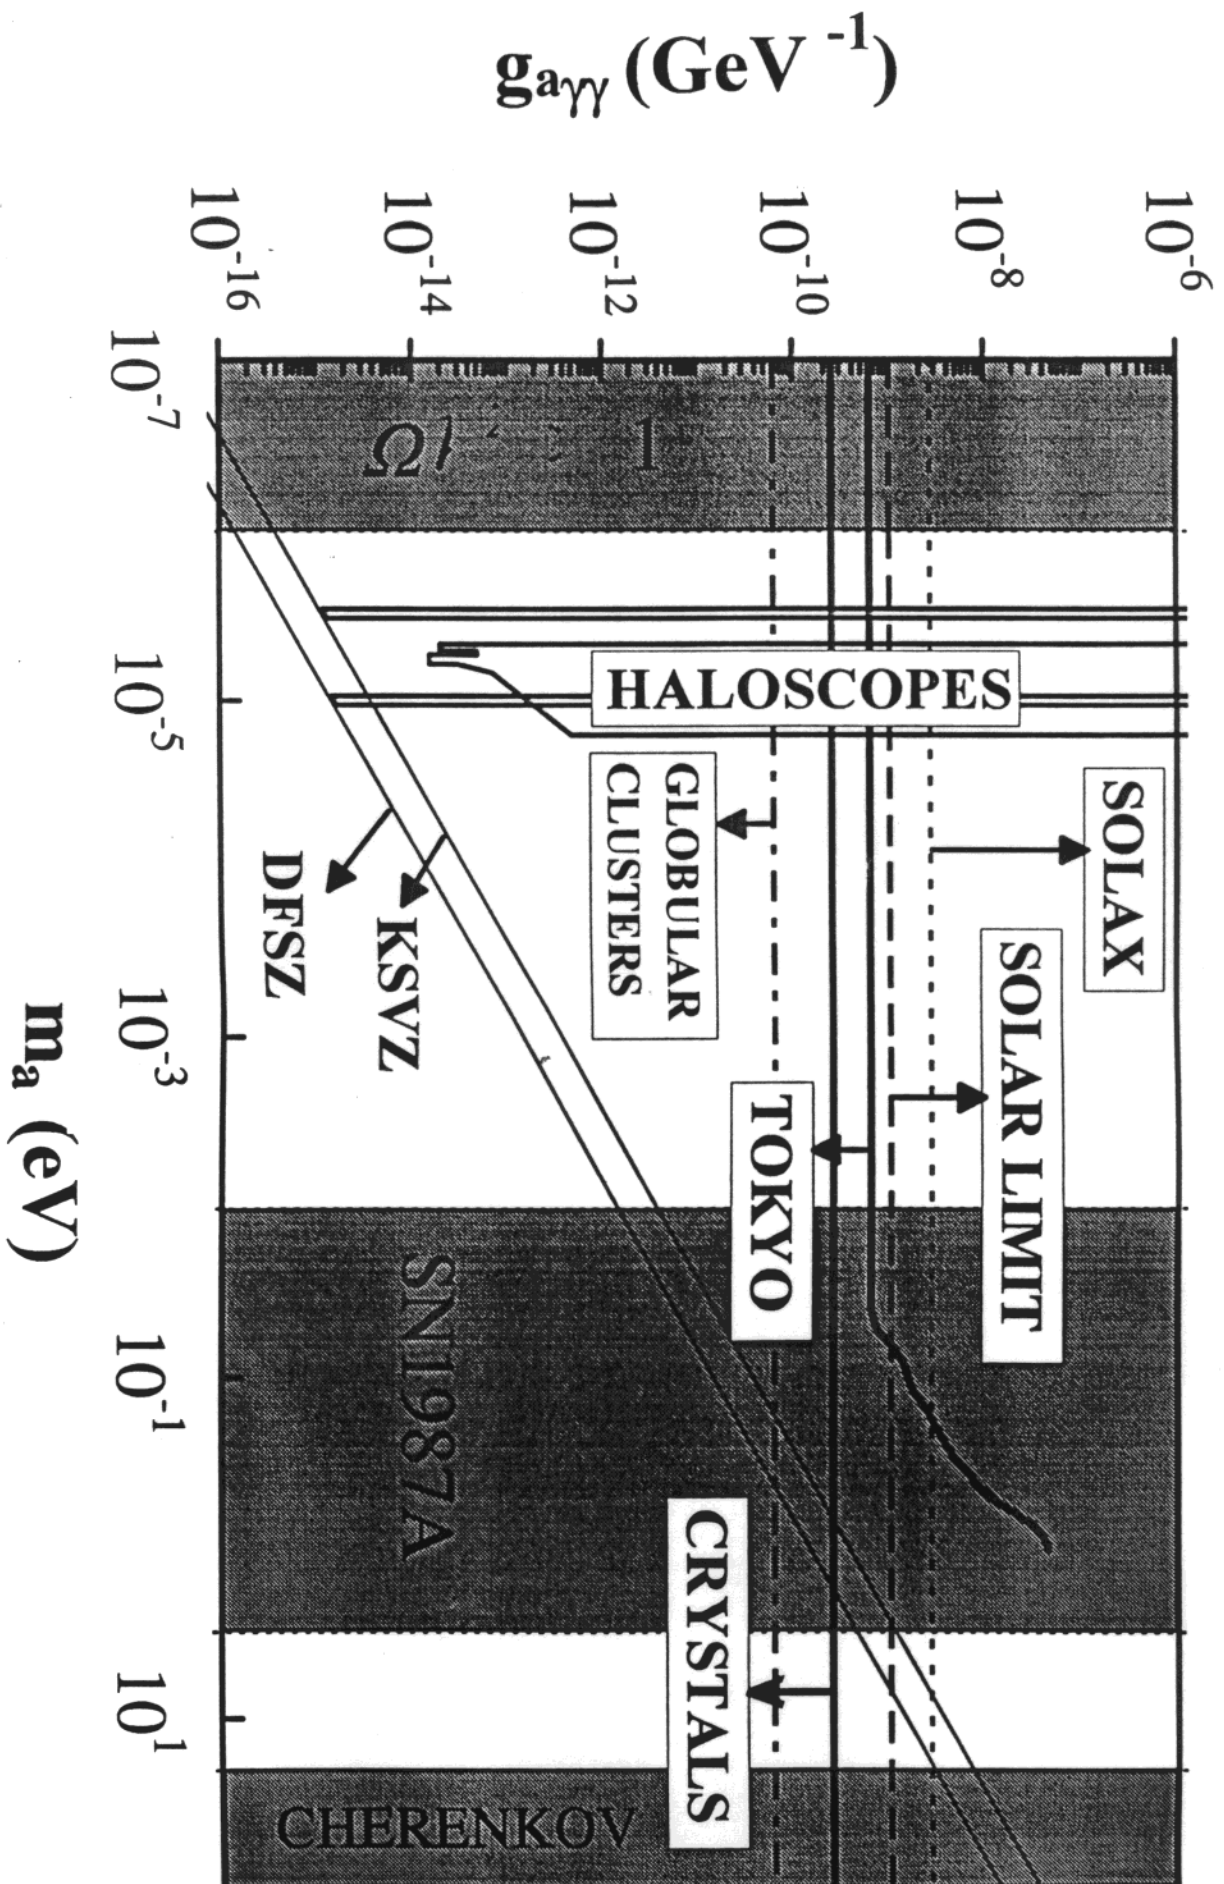 g_aγγ (GeV⁻¹)
10⁻⁶
10⁻⁸
10⁻¹⁰
10⁻¹²
10⁻¹⁴
10⁻¹⁶
SOLAX
SOLAR LIMIT
HALOSCOPES
GLOBULAR
CLUSTERS
TOKYO
CRYSTALS
KSVZ
DFSZ
SN1987A
CHERENKOV
Ω
1
10⁻⁷
10⁻⁵
10⁻³
10⁻¹
10¹
mₐ (eV)